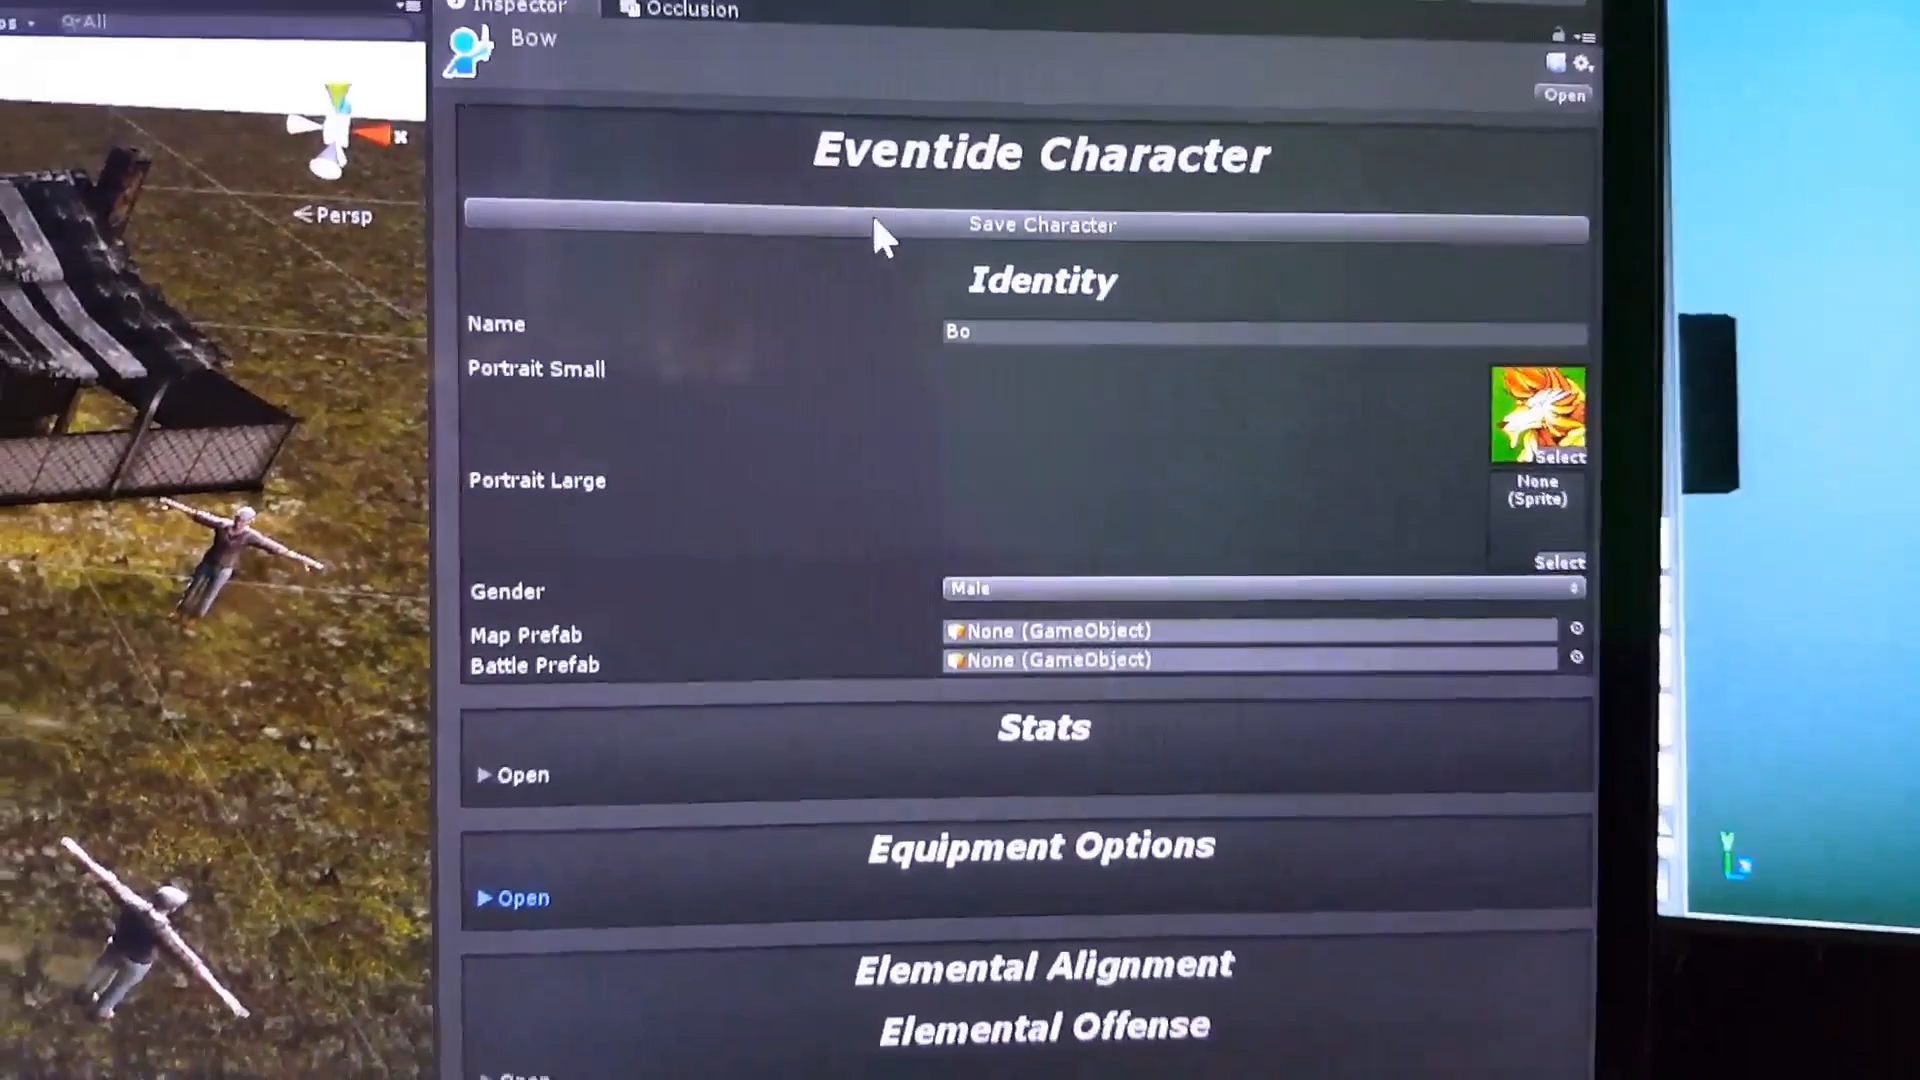 All
Inspector
Occlusion
Bow
Open
Eventide Character
Save Character
Identity
Name
Bo
Portrait Small
Select
Portrait Large
None
(Sprite)
Select
Gender
Male
Map Prefab
None (GameObject)
Battle Prefab
None (GameObject)
Stats
Open
Equipment Options
Open
Elemental Alignment
Elemental Offense
Open
Persp
x
Y